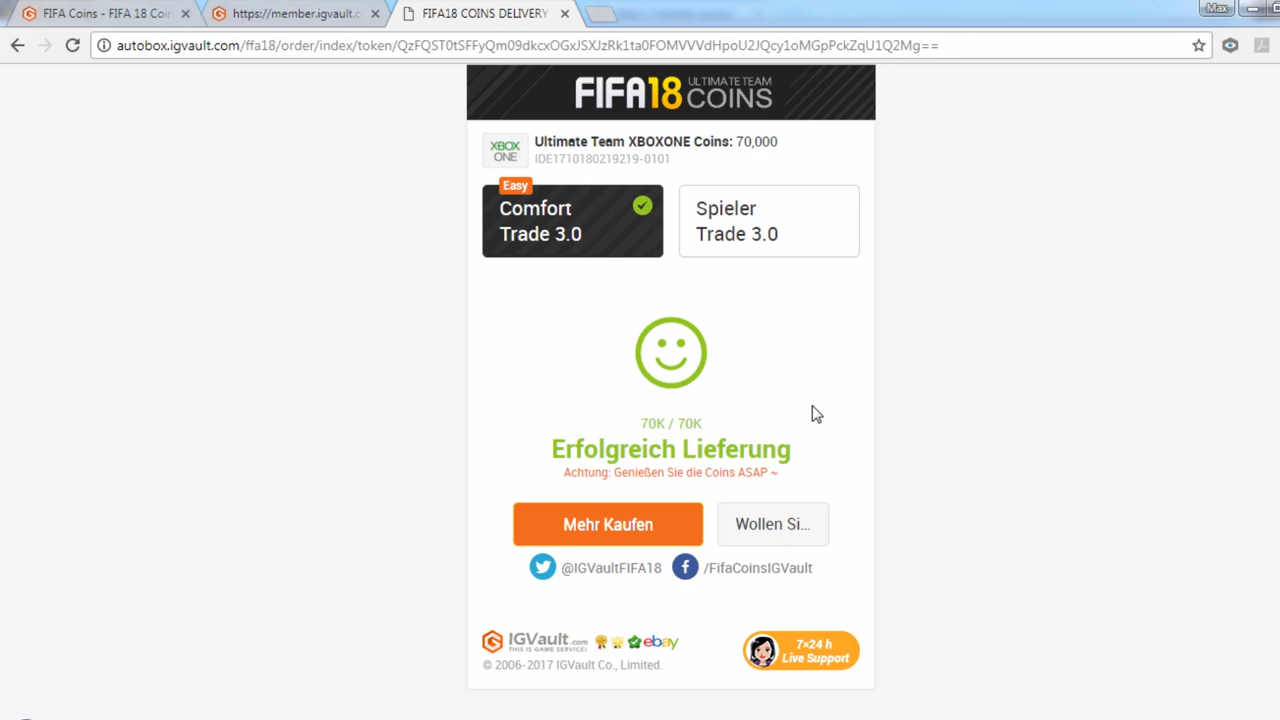 FIFA Coins - FIFA 18 Coin
https://member.igvault.c
FIFA18 COINS DELIVERY
Max
autobox.igvault.com/ffa18/order/index/token/QzFQST0tSFFyQm09dkcxOGxJSXJzRk1ta0FOMVVVdHpoU2JQcy1oMGpPckZqU1Q2Mg==
FIFA18 ULTIMATE TEAM COINS
XBOX ONE
Ultimate Team XBOXONE Coins: 70,000
IDE1710180219219-0101
Easy
Comfort
Trade 3.0
Spieler
Trade 3.0
70K / 70K
Erfolgreich Lieferung
Achtung: Genießen Sie die Coins ASAP ~
Mehr Kaufen
Wollen Si...
@IGVaultFIFA18
/FifaCoinsIGVault
IGVault.com
THIS IS GAME SERVICE!
ebay
© 2006-2017 IGVault Co., Limited.
7×24 h
Live Support